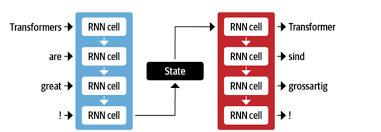 Transformers RNN cell RNN cell Transformer
are RNN cell RNN cell sind
State
great RNN cell RNN cell grossartig
! RNN cell RNN cell !